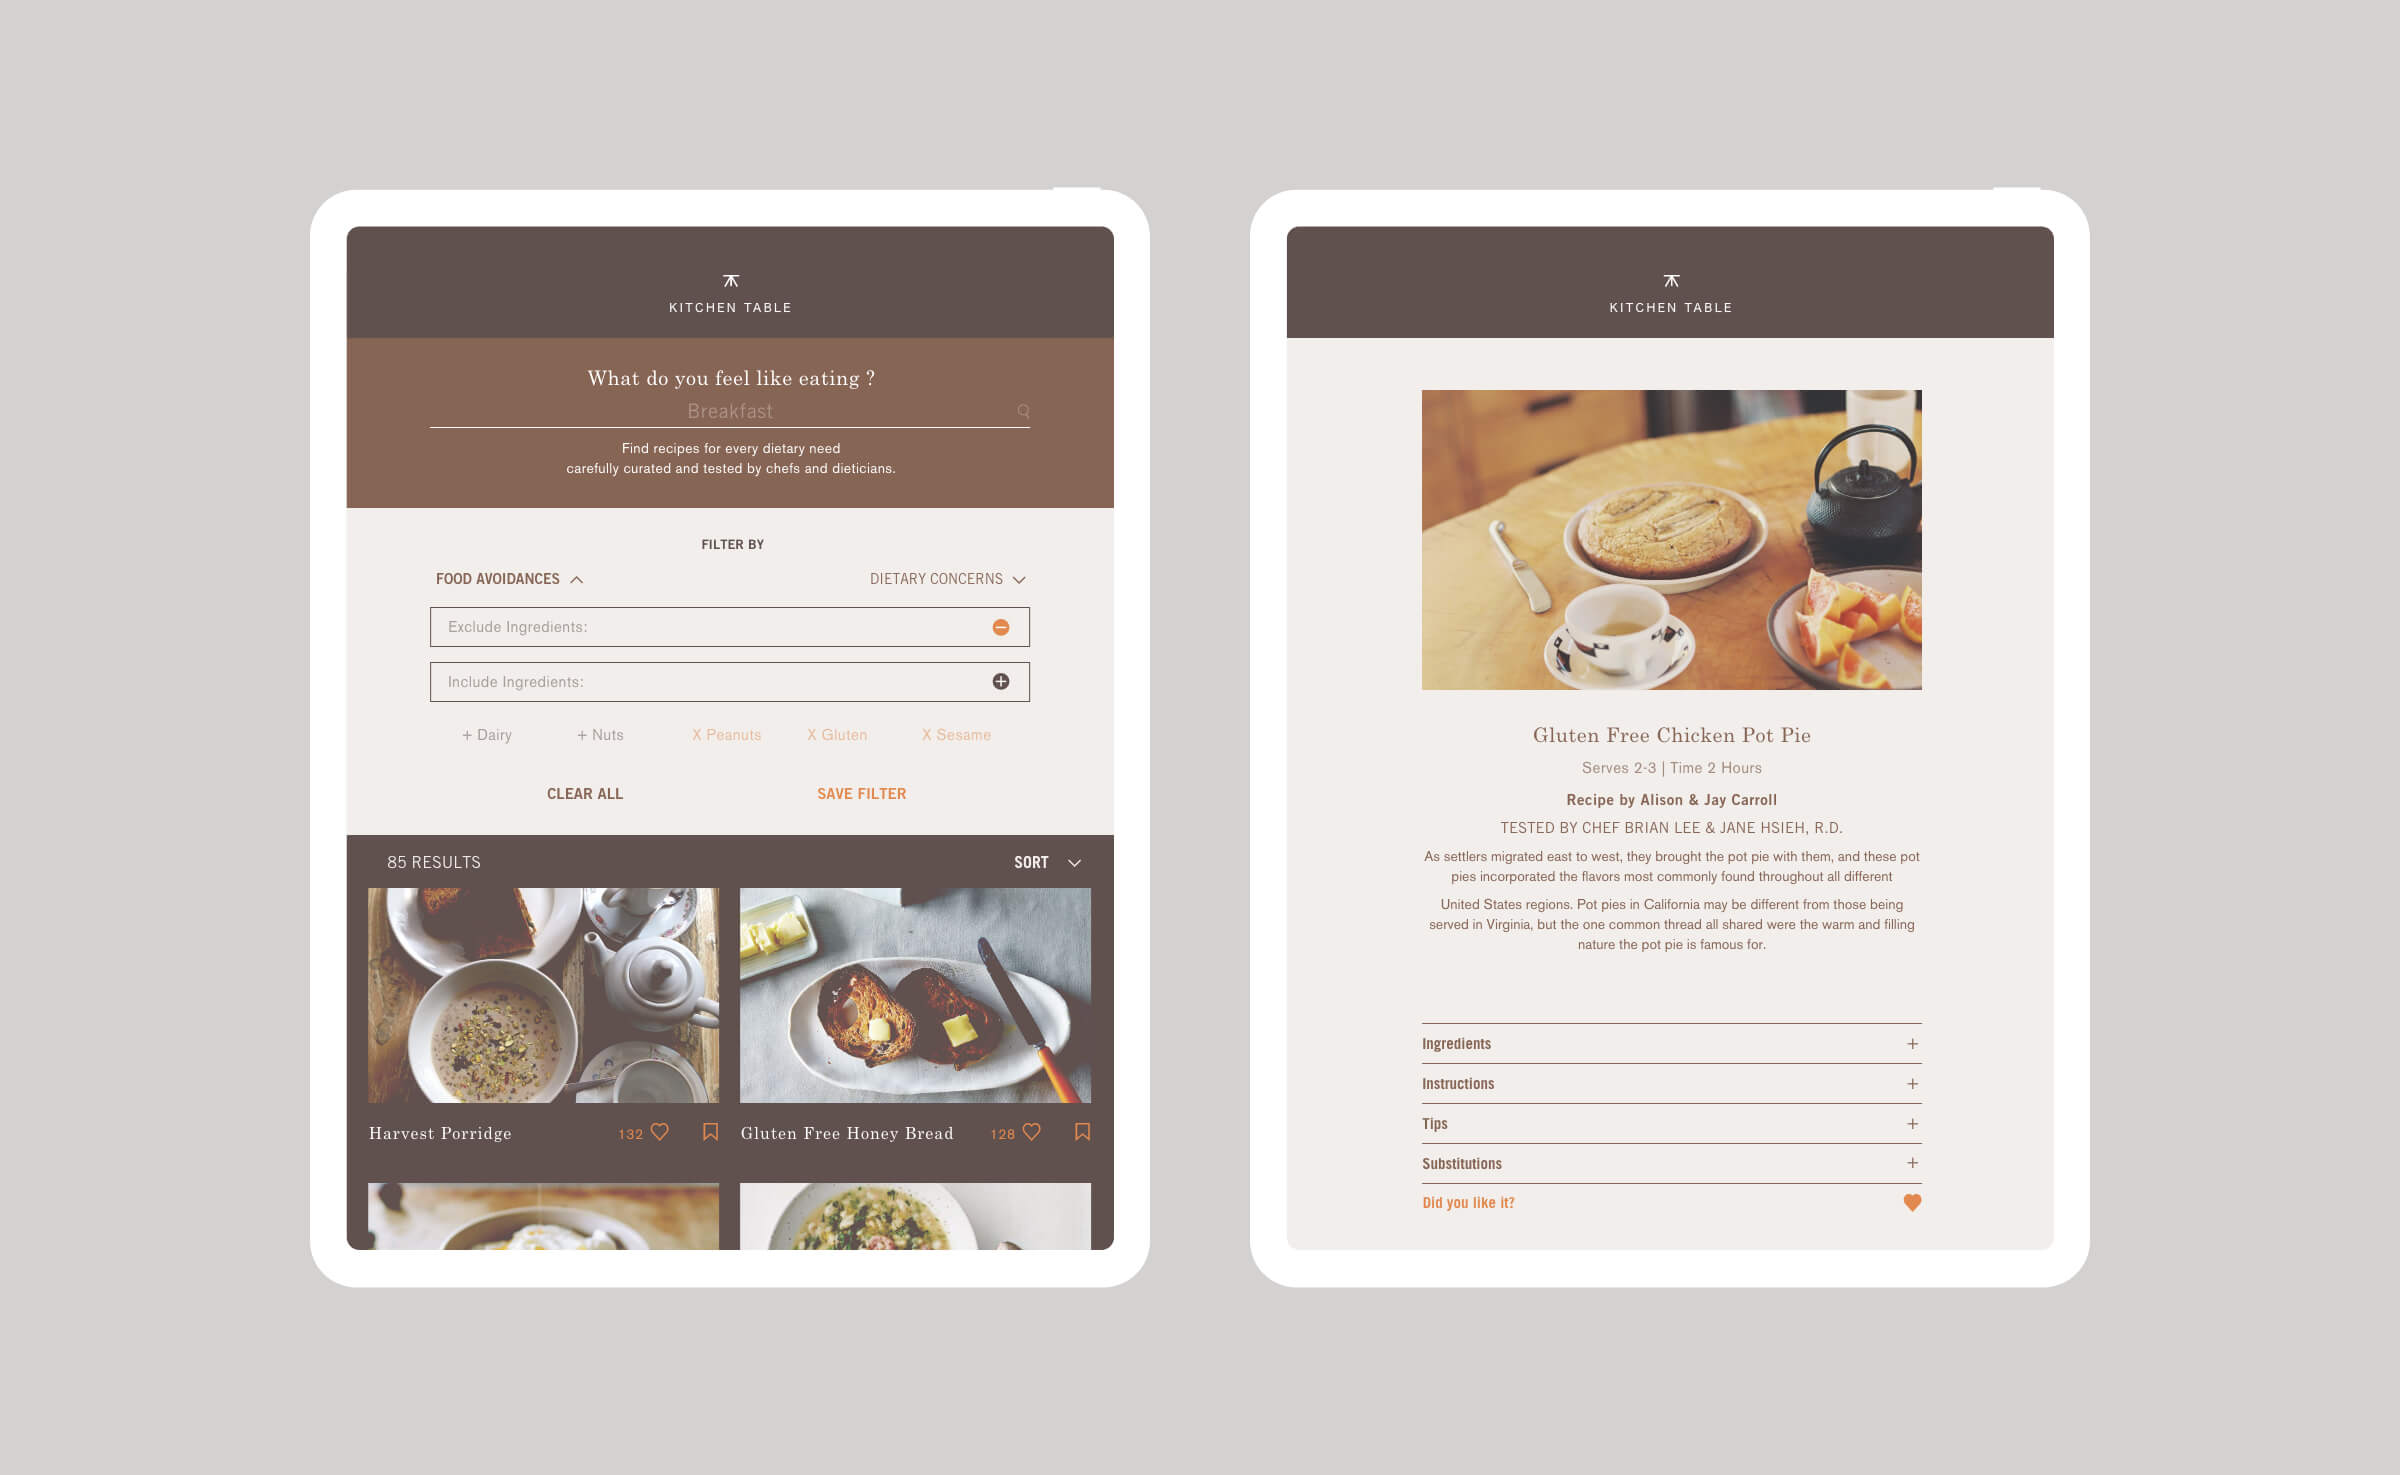 KITCHEN TABLE
What do you feel like eating ?
Breakfast
Find recipes for every dietary need
carefully curated and tested by chefs and dieticians.
FILTER BY
FOOD AVOIDANCES
DIETARY CONCERNS
Exclude Ingredients:
Include Ingredients:
+ Dairy
+ Nuts
X Peanuts
X Gluten
X Sesame
CLEAR ALL
SAVE FILTER
85 RESULTS
SORT
Harvest Porridge
132
Gluten Free Honey Bread
128
KITCHEN TABLE
Gluten Free Chicken Pot Pie
Serves 2-3 | Time 2 Hours
Recipe by Alison & Jay Carroll
TESTED BY CHEF BRIAN LEE & JANE HSIEH, R.D.
As settlers migrated east to west, they brought the pot pie with them, and these pot
pies incorporated the flavors most commonly found throughout all different
United States regions. Pot pies in California may be different from those being
served in Virginia, but the one common thread all shared were the warm and filling
nature the pot pie is famous for.
Ingredients +
Instructions +
Tips +
Substitutions +
Did you like it?